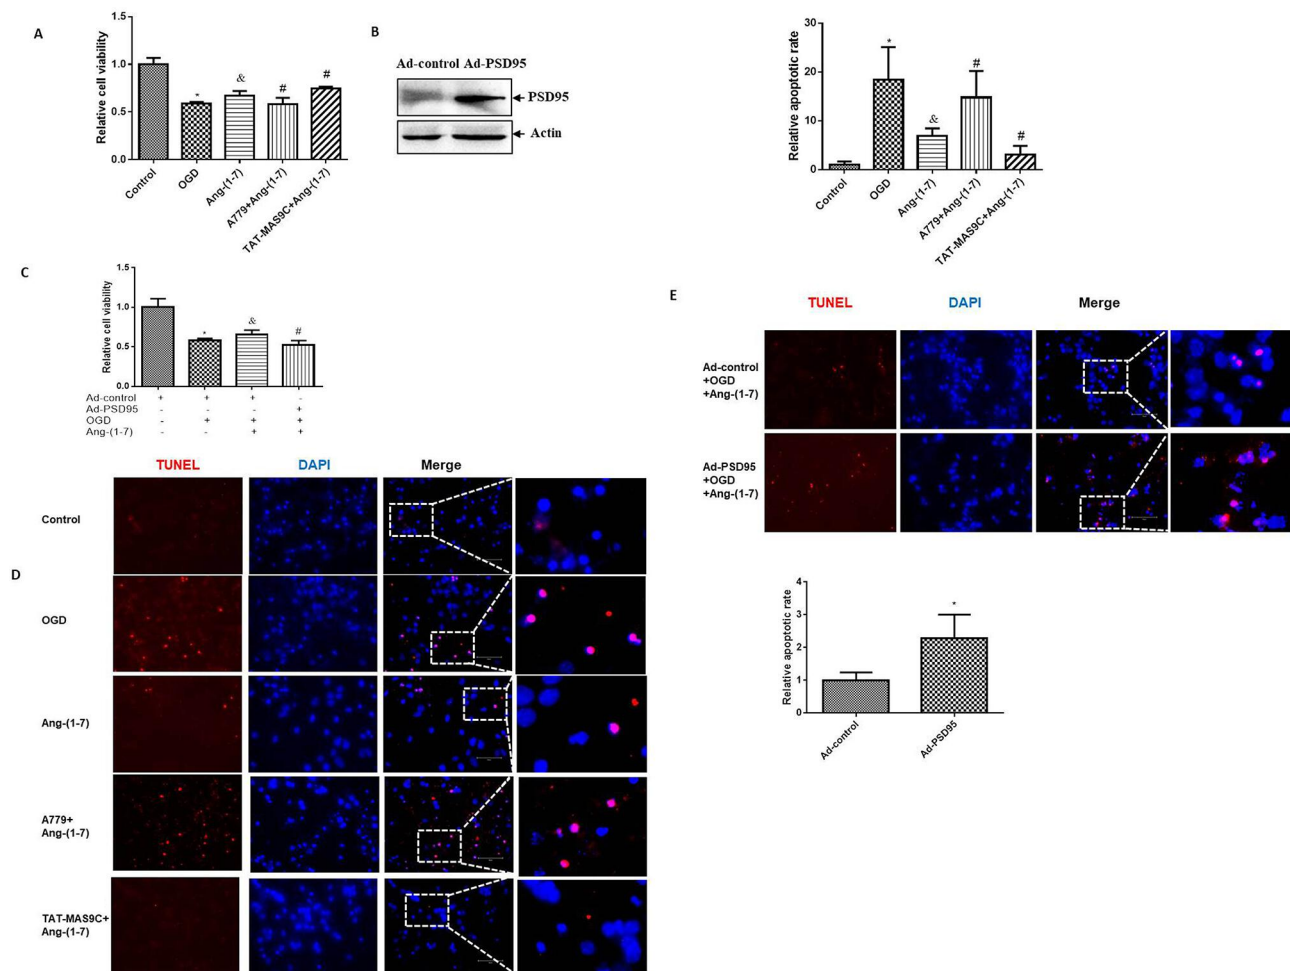 A
Relative cell viability
1.5
1.0
0.5
0.0
Control
OGD
Ang-(1-7)
A779+Ang-(1-7)
TAT-MAS9C+Ang-(1-7)
*
&
#
#
B
Ad-control Ad-PSD95
PSD95
Actin
Relative apoptotic rate
30
20
10
0
*
&
#
#
Control
OGD
Ang-(1-7)
A779+Ang-(1-7)
TAT-MAS9C+Ang-(1-7)
C
Relative cell viability
1.5
1.0
0.5
0.0
*
&
#
Ad-control + + + -
Ad-PSD95 - - - +
OGD - + + +
Ang-(1-7) - - + +
D
TUNEL DAPI Merge
Control
OGD
Ang-(1-7)
A779+
Ang-(1-7)
TAT-MAS9C+
Ang-(1-7)
E
TUNEL DAPI Merge
Ad-control
+OGD
+Ang-(1-7)
Ad-PSD95
+OGD
+Ang-(1-7)
Relative apoptotic rate
4
3
2
1
0
*
Ad-control
Ad-PSD95